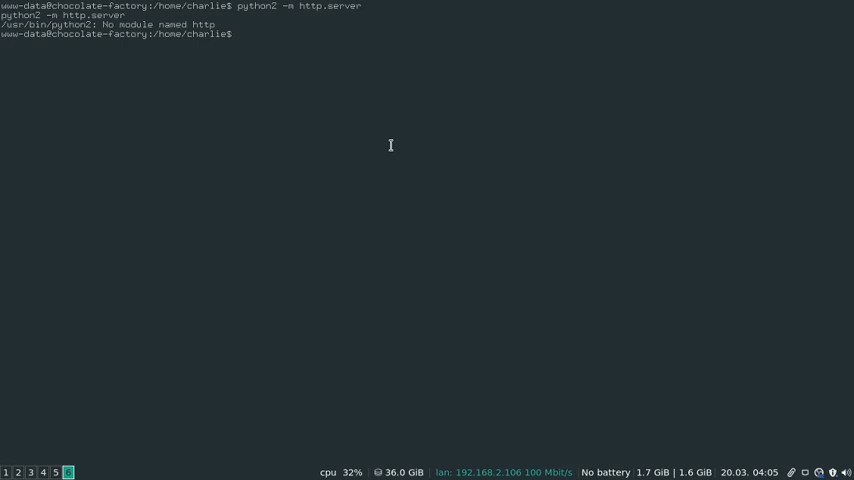 www-data@chocolate-factory:/home/charlie$ python2 -m http.server
python2 -m http.server
/usr/bin/python2: No module named http
www-data@chocolate-factory:/home/charlie$
1 2 3 4 5 6 cpu 32% 36.0 GiB lan: 192.168.2.106 100 Mbit/s No battery 1.7 GiB | 1.6 GiB 20.03. 04:05